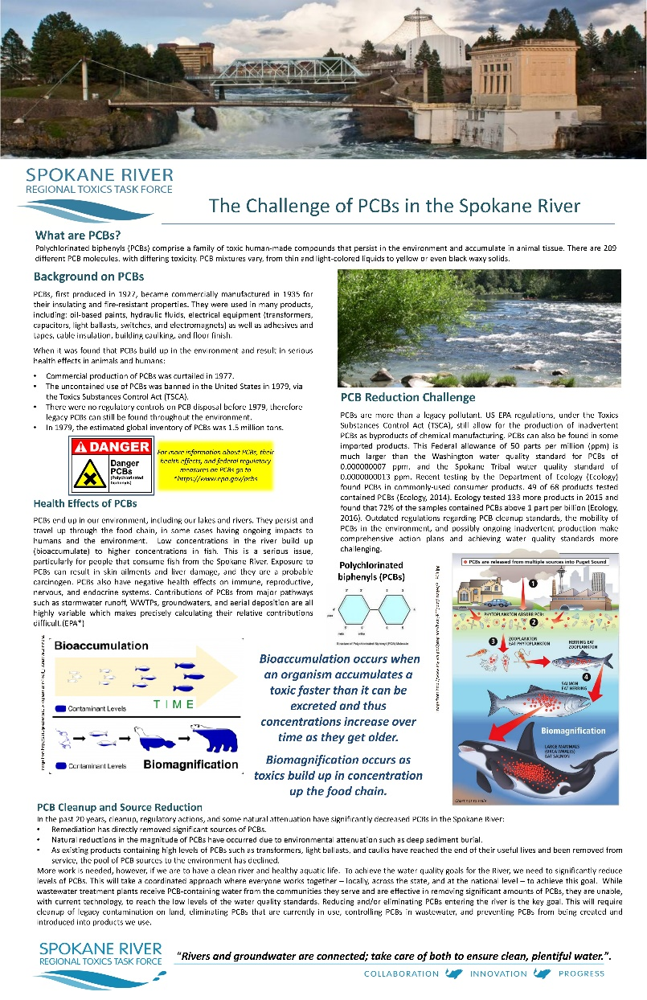 SPOKANE RIVER
REGIONAL TOXICS TASK FORCE
The Challenge of PCBs in the Spokane River
What are PCBs?
Polychlorinated biphenyls (PCBs) comprise a family of toxic human-made compounds that persist in the environment and accumulate in animal tissue. There are 209
different PCB molecules, with differing toxicity. PCB mixtures vary, from thin and light-colored liquids to yellow or even black waxy solids.
Background on PCBs
PCBs, first produced in 1927, became commercially manufactured in 1935 for
their insulating and fire-resistant properties. They were used in many products,
including: oil-based paints, hydraulic fluids, electrical equipment (transformers,
capacitors, light ballasts, switches, and electromagnets) as well as adhesives and
tapes, cable insulation, building caulking, and floor finish.
When it was found that PCBs build up in the environment and result in serious
health effects in animals and humans:
• Commercial production of PCBs was curtailed in 1977.
• The uncontained use of PCBs was banned in the United States in 1979, via
the Toxics Substances Control Act (TSCA).
• There were no regulatory controls on PCB disposal before 1979, therefore
legacy PCBs can still be found throughout the environment.
• In 1979, the estimated global inventory of PCBs was 1.5 million tons.
DANGER
Danger
PCBs
(Polychlorinated
biphenyls)
For more information about PCBs, their
health effects, and federal regulatory
measures on PCBs go to
*https://www.epa.gov/pcbs
Health Effects of PCBs
PCBs end up in our environment, including our lakes and rivers. They persist and
travel up through the food chain, in some cases having ongoing impacts to
humans and the environment. Low concentrations in the river build up
(bioaccumulate) to higher concentrations in fish. This is a serious issue,
particularly for people that consume fish from the Spokane River. Exposure to
PCBs can result in skin ailments and liver damage, and they are a probable
carcinogen. PCBs also have negative health effects on immune, reproductive,
nervous, and endocrine systems. Contributions of PCBs from major pathways
such as stormwater runoff, WWTPs, groundwaters, and aerial deposition are all
highly variable which makes precisely calculating their relative contributions
difficult.(EPA*)
PCB Reduction Challenge
PCBs are more than a legacy pollutant. US EPA regulations, under the Toxics
Substances Control Act (TSCA), still allow for the production of inadvertent
PCBs as byproducts of chemical manufacturing. PCBs can also be found in some
imported products. This Federal allowance of 50 parts per million (ppm) is
much larger than the Washington water quality standard for PCBs of
0.000000007 ppm, and the Spokane Tribal water quality standard of
0.0000000013 ppm. Recent testing by the Department of Ecology (Ecology)
found PCBs in commonly-used consumer products. 49 of 68 products tested
contained PCBs (Ecology, 2014). Ecology tested 133 more products in 2015 and
found that 72% of the samples contained PCBs above 1 part per billion (Ecology,
2016). Outdated regulations regarding PCB cleanup standards, the mobility of
PCBs in the environment, and possibly ongoing inadvertent production make
comprehensive action plans and achieving water quality standards more
challenging.
Polychlorinated
biphenyls (PCBs)
3' 2' 2 3
para
5' 6' 6 5
meta ortho
Structure of Polychlorinated Biphenyl (PCB) Molecule
PCBs are released from multiple sources into Puget Sound
1
PHYTOPLANKTON ABSORB PCBs
2
3
ZOOPLANKTON
EAT PHYTOPLANKTON
HERRING EAT
ZOOPLANKTON
4
SALMON
EAT HERRING
Biomagnification
LARGE MAMMALS
(ORCA WHALES)
EAT SALMON
Chart not to scale
Bioaccumulation
TIME
Contaminant Levels
Contaminant Levels
Biomagnification
Bioaccumulation occurs when
an organism accumulates a
toxic faster than it can be
excreted and thus
concentrations increase over
time as they get older.
Biomagnification occurs as
toxics build up in concentration
up the food chain.
PCB Cleanup and Source Reduction
In the past 20 years, cleanup, regulatory actions, and some natural attenuation have significantly decreased PCBs in the Spokane River:
• Remediation has directly removed significant sources of PCBs.
• Natural reductions in the magnitude of PCBs have occurred due to environmental attenuation such as deep sediment burial.
• As existing products containing high levels of PCBs such as transformers, light ballasts, and caulks have reached the end of their useful lives and been removed from
service, the pool of PCB sources to the environment has declined.
More work is needed, however, if we are to have a clean river and healthy aquatic life. To achieve the water quality goals for the River, we need to significantly reduce
levels of PCBs. This will take a coordinated approach where everyone works together – locally, across the state, and at the national level – to achieve this goal. While
wastewater treatment plants receive PCB-containing water from the communities they serve and are effective in removing significant amounts of PCBs, they are unable,
with current technology, to reach the low levels of the water quality standards. Reducing and/or eliminating PCBs entering the river is the key goal. This will require
cleanup of legacy contamination on land, eliminating PCBs that are currently in use, controlling PCBs in wastewater, and preventing PCBs from being created and
introduced into products we use.
SPOKANE RIVER
REGIONAL TOXICS TASK FORCE
“Rivers and groundwater are connected; take care of both to ensure clean, plentiful water.”.
COLLABORATION INNOVATION PROGRESS